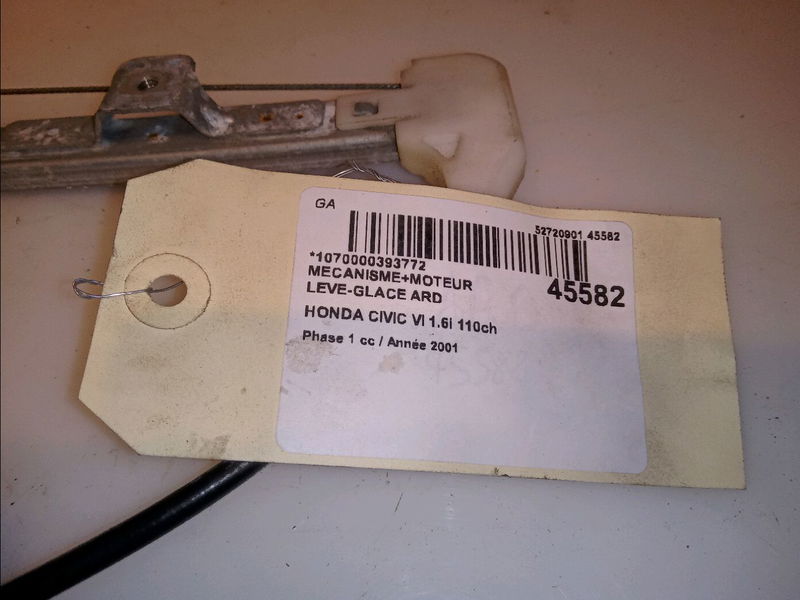 GA
52720901 45582
*1070000393772
MECANISME+MOTEUR
LEVE-GLACE ARD
45582
HONDA CIVIC VI 1.6i 110ch
Phase 1 cc / Année 2001